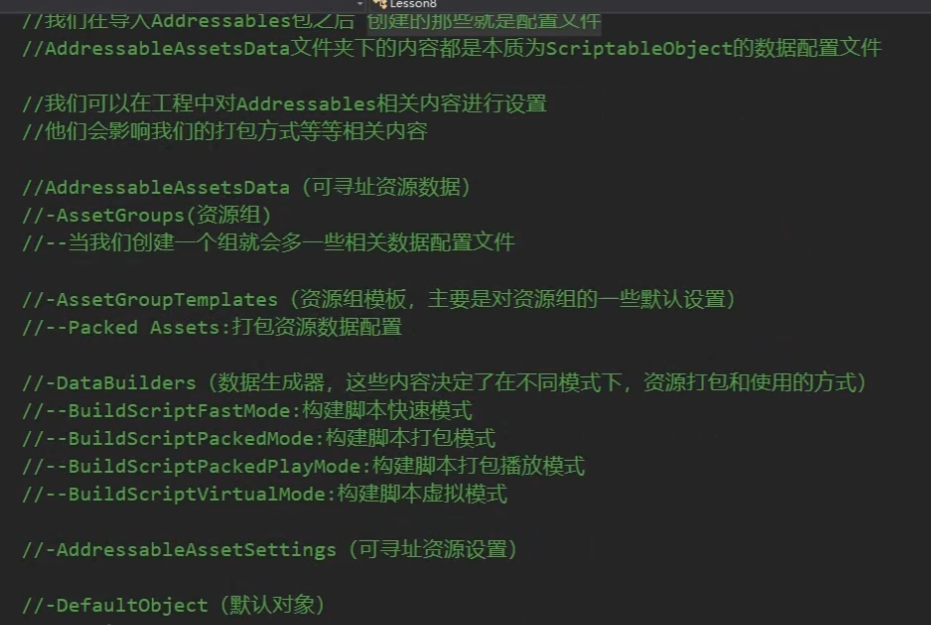 Lesson8
//我们在导入Addressables包之后 创建的那些就是配置文件
//AddressableAssetsData文件夹下的内容都是本质为ScriptableObject的数据配置文件
//我们可以在工程中对Addressables相关内容进行设置
//他们会影响我们的打包方式等等相关内容
//AddressableAssetsData（可寻址资源数据）
//-AssetGroups(资源组)
//--当我们创建一个组就会多一些相关数据配置文件
//-AssetGroupTemplates（资源组模板，主要是对资源组的一些默认设置）
//--Packed Assets:打包资源数据配置
//-DataBuilders（数据生成器，这些内容决定了在不同模式下，资源打包和使用的方式）
//--BuildScriptFastMode:构建脚本快速模式
//--BuildScriptPackedMode:构建脚本打包模式
//--BuildScriptPackedPlayMode:构建脚本打包播放模式
//--BuildScriptVirtualMode:构建脚本虚拟模式
//-AddressableAssetSettings（可寻址资源设置）
//-DefaultObject（默认对象）